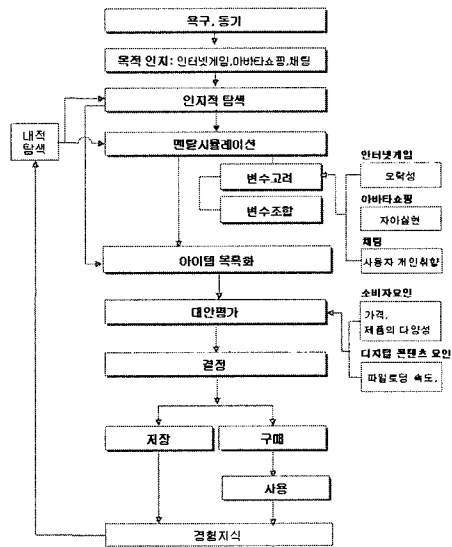 욕구, 동기
목적 인지: 인터넷게임,아바타쇼핑,채팅
인지적 탐색
내적
탐색
멘탈시뮬레이션
변수고려
변수조합
인터넷게임
오락성
아바타쇼핑
자아실현
채팅
사용자 개인취향
아이템 목록화
소비자요인
가격,
제품의 다양성
대안평가
디지탈 콘텐츠 요인
파일로딩 속도,
결정
저장
구매
사용
경험지식